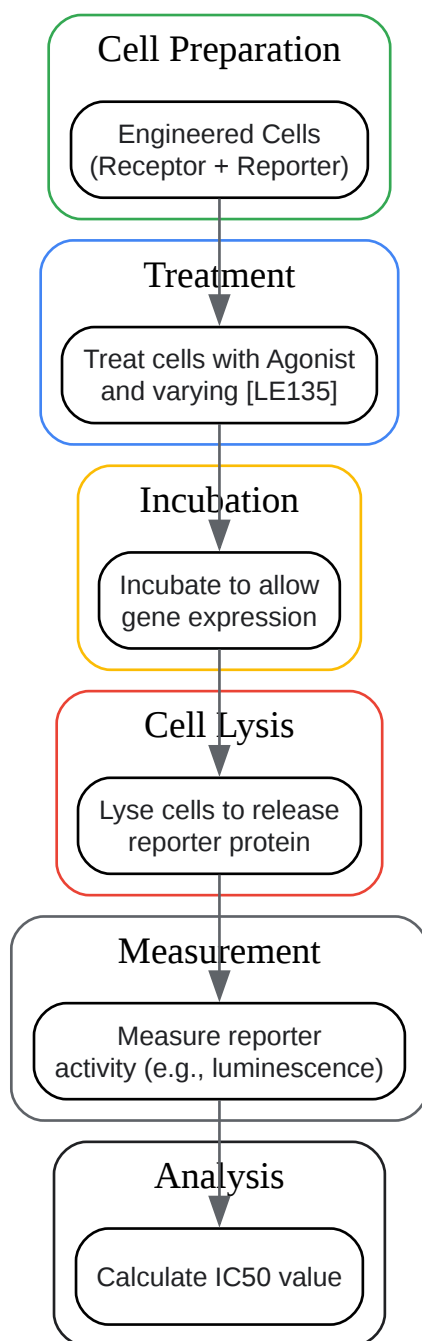 Cell Preparation
Engineered Cells
(Receptor + Reporter)
Treatment
Treat cells with Agonist
and varying [LE135]
Incubation
Incubate to allow
gene expression
Cell Lysis
Lyse cells to release
reporter protein
Measurement
Measure reporter
activity (e.g., luminescence)
Analysis
Calculate IC50 value